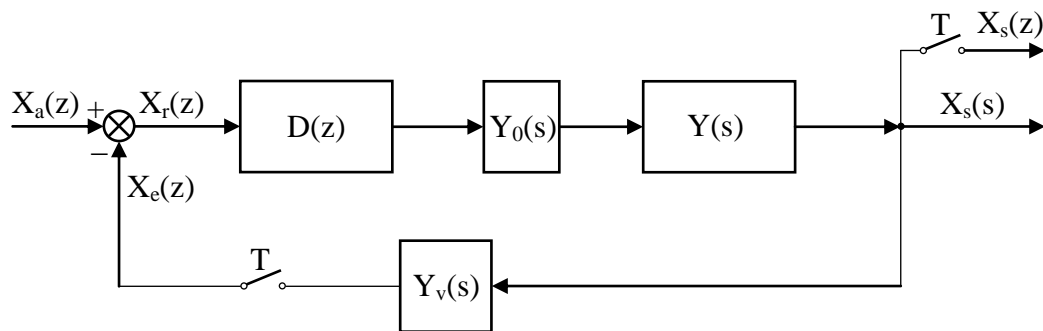 T
Xₛ(z)
Xₐ(z)
+
Xᵣ(z)
D(z)
Y₀(s)
Y(s)
Xₛ(s)
−
Xₑ(z)
T
Yᵥ(s)